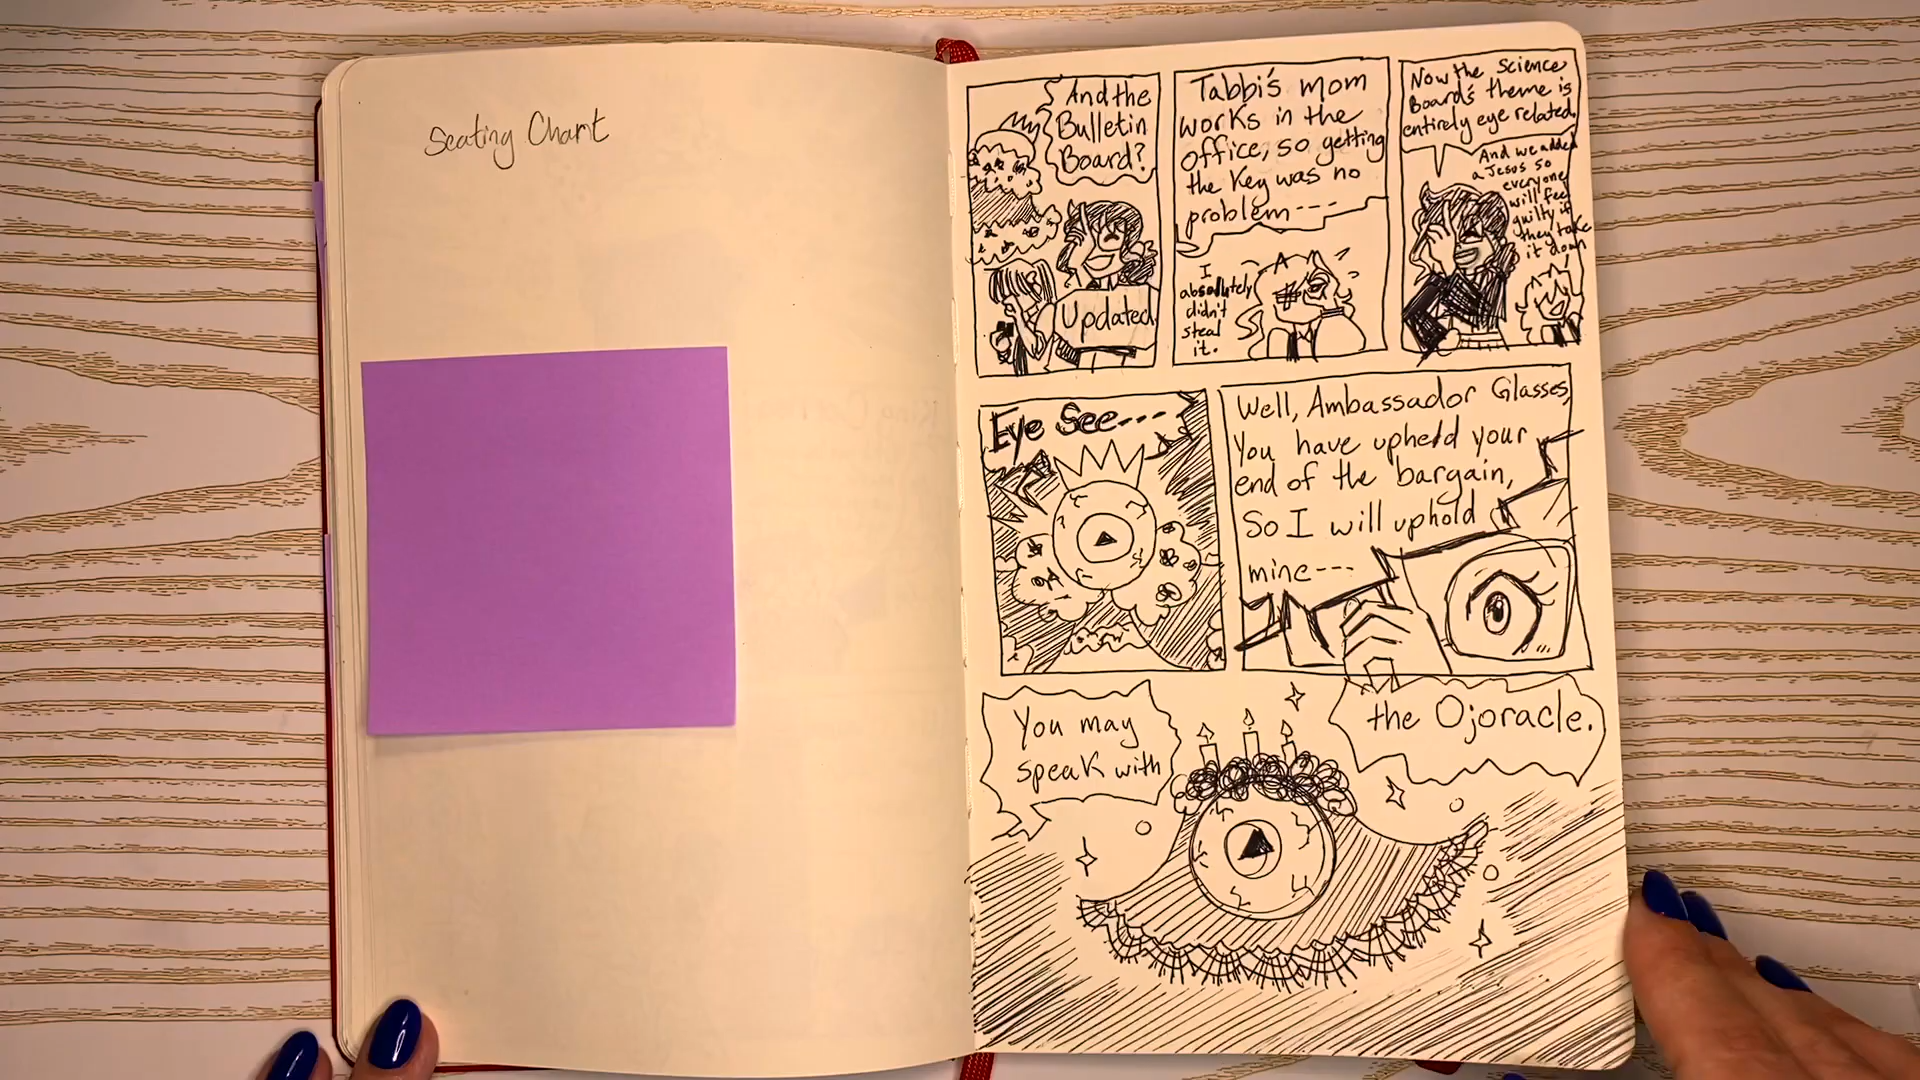 Seating Chart
And the
Bulletin
Board?
Updated
Tabbi's mom
works in the
office, so getting
the key was no
problem---
I
absolutely
didn't
steal
it.
Now the science
Board's theme is
entirely eye related.
And we added
a Jesus so
everyone
will feel
guilty if
they take
it down
Eye See---
Well, Ambassador Glasses,
You have upheld your
end of the bargain,
So I will uphold
mine---
You may
speak with
the Ojoracle.